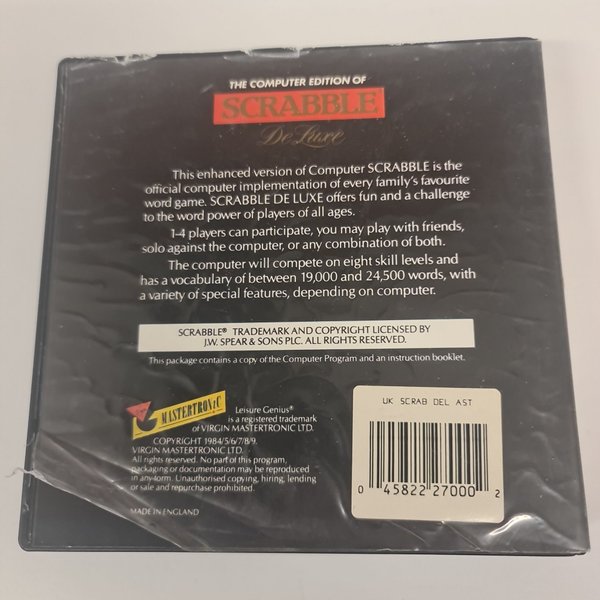 THE COMPUTER EDITION OF
SCRABBLE
De Luxe
This enhanced version of Computer SCRABBLE is the
official computer implementation of every family's favourite
word game. SCRABBLE DE LUXE offers fun and a challenge
to the word power of players of all ages.
1-4 players can participate, you may play with friends,
solo against the computer, or any combination of both.
The computer will compete on eight skill levels and
has a vocabulary of between 19,000 and 24,500 words, with
a variety of special features, depending on computer.
SCRABBLE® TRADEMARK AND COPYRIGHT LICENSED BY
J.W. SPEAR & SONS PLC. ALL RIGHTS RESERVED.
This package contains a copy of the Computer Program and an instruction booklet.
MASTERTRONIC
Leisure Genius®
is a registered trademark
of VIRGIN MASTERTRONIC LTD.
COPYRIGHT 1984/5/6/7/8/9.
VIRGIN MASTERTRONIC LTD.
All rights reserved. No part of this program,
packaging or documentation may be reproduced
in any form. Unauthorised copying, hiring, lending
or sale and repurchase prohibited.
MADE IN ENGLAND
UK SCRAB DEL AST
0 45822 27000 2